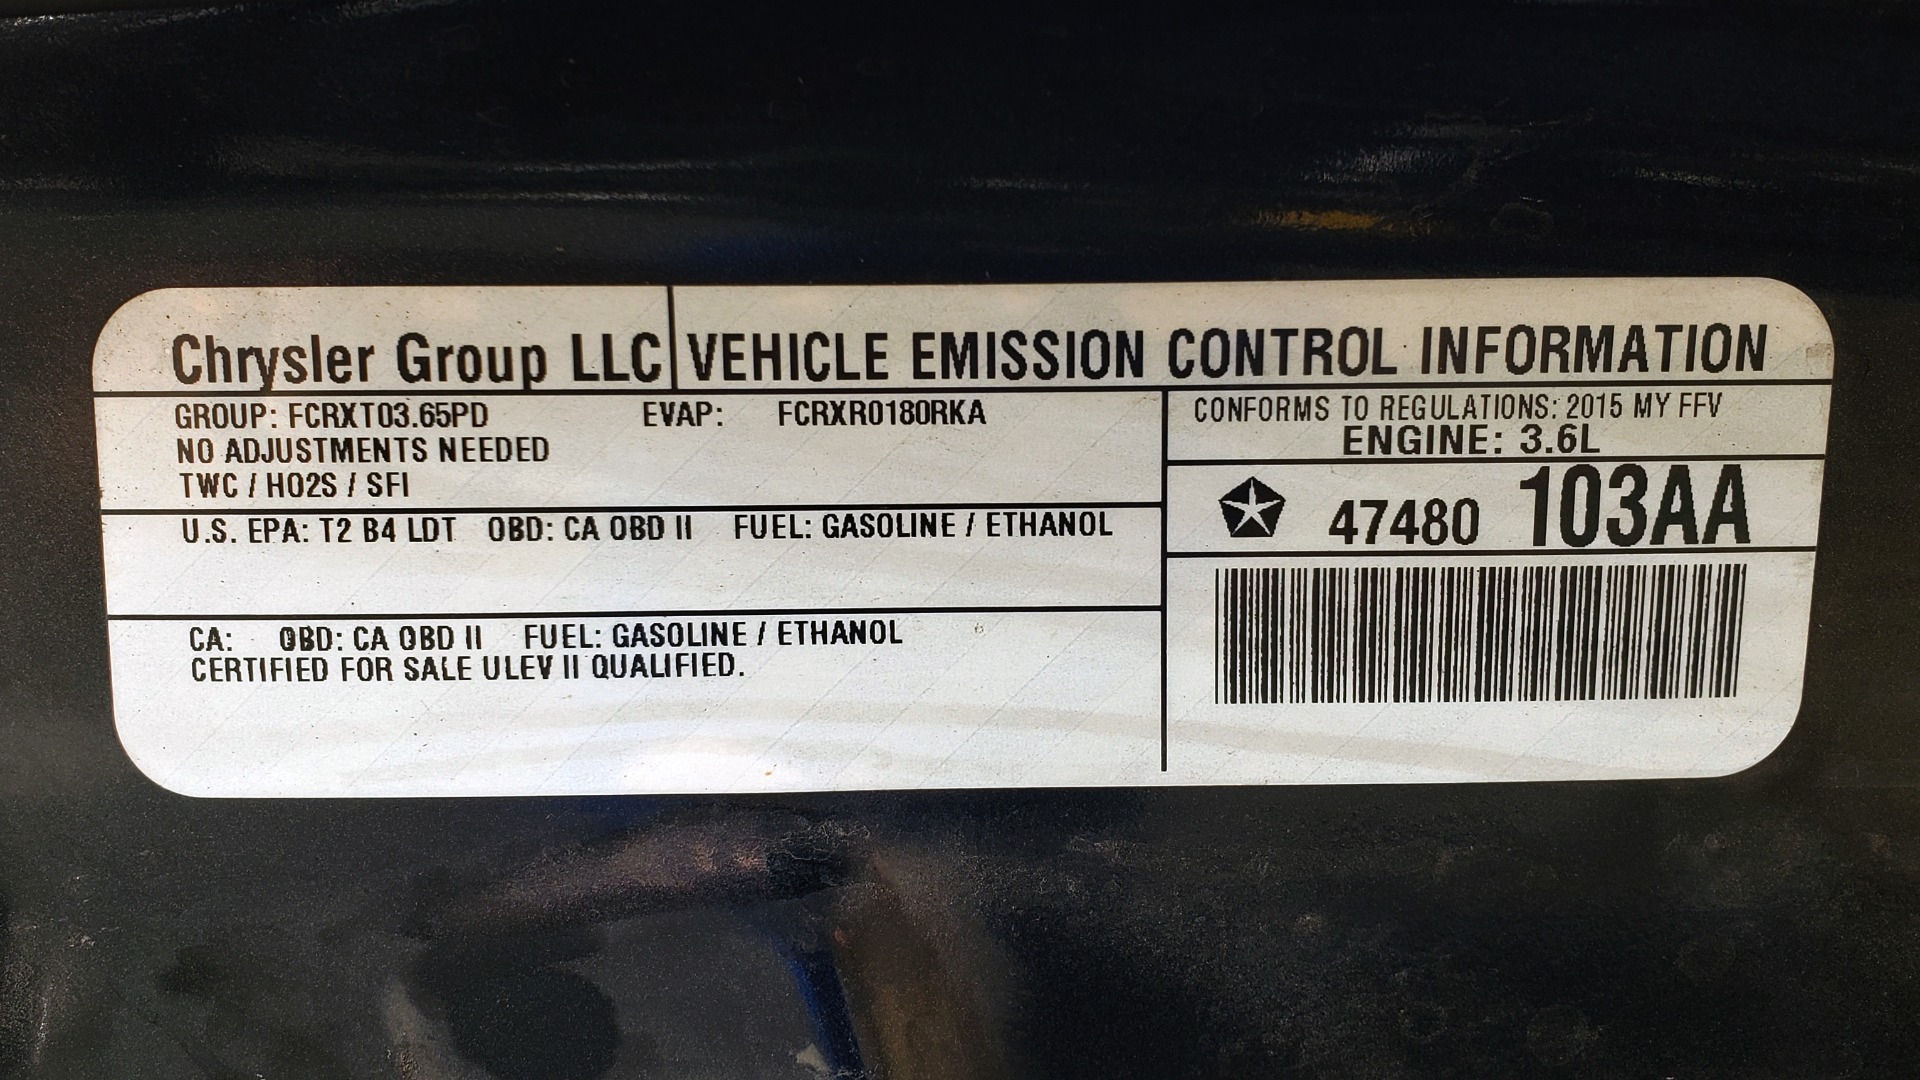 Chrysler Group LLC VEHICLE EMISSION CONTROL INFORMATION
GROUP: FCRXT03.65PD EVAP: FCRXR0180RKA
NO ADJUSTMENTS NEEDED
TWC / HO2S / SFI
U.S. EPA: T2 B4 LDT OBD: CA OBD II FUEL: GASOLINE / ETHANOL
CA: OBD: CA OBD II FUEL: GASOLINE / ETHANOL
CERTIFIED FOR SALE ULEV II QUALIFIED.
CONFORMS TO REGULATIONS: 2015 MY FFV
ENGINE: 3.6L
47480 103AA